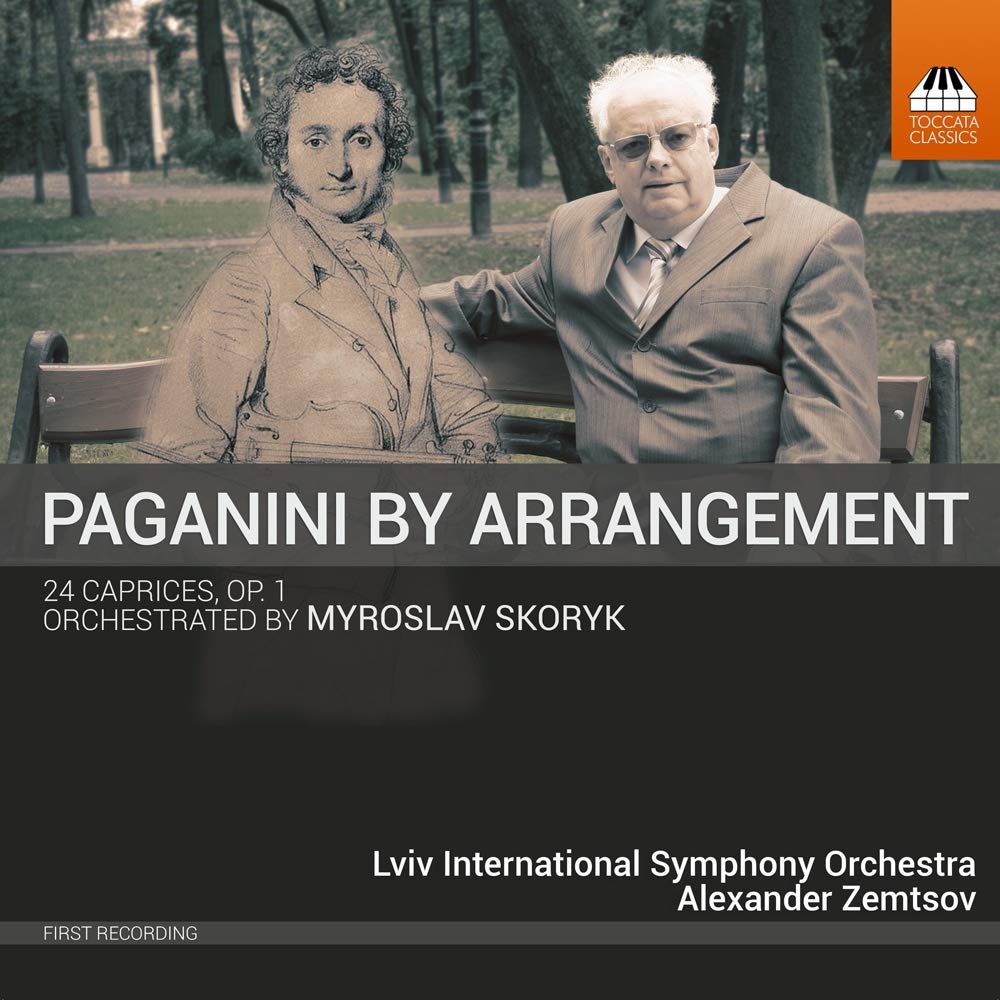 TOCCATA
CLASSICS
PAGANINI BY ARRANGEMENT
24 CAPRICES, OP. 1
ORCHESTRATED BY MYROSLAV SKORYK
Lviv International Symphony Orchestra
Alexander Zemtsov
FIRST RECORDING